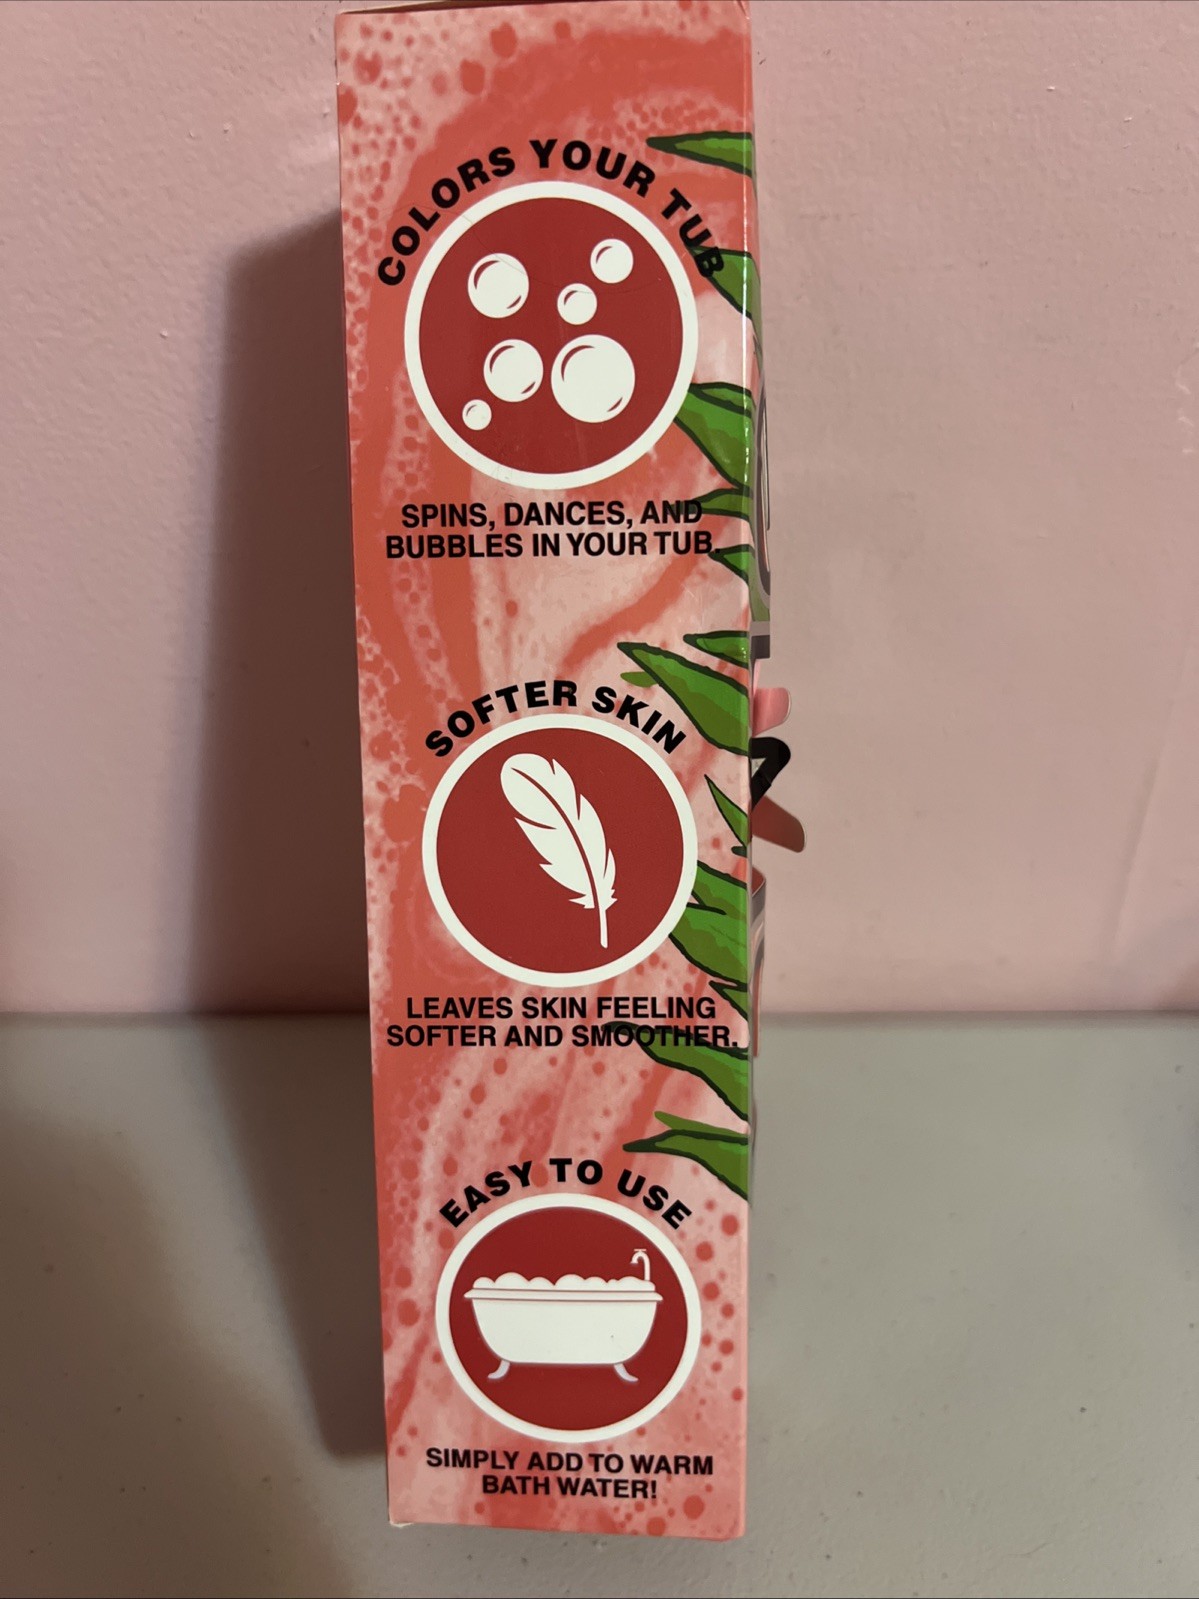 COLORS YOUR TUB
SPINS, DANCES, AND
BUBBLES IN YOUR TUB.
SOFTER SKIN
LEAVES SKIN FEELING
SOFTER AND SMOOTHER.
EASY TO USE
SIMPLY ADD TO WARM
BATH WATER!